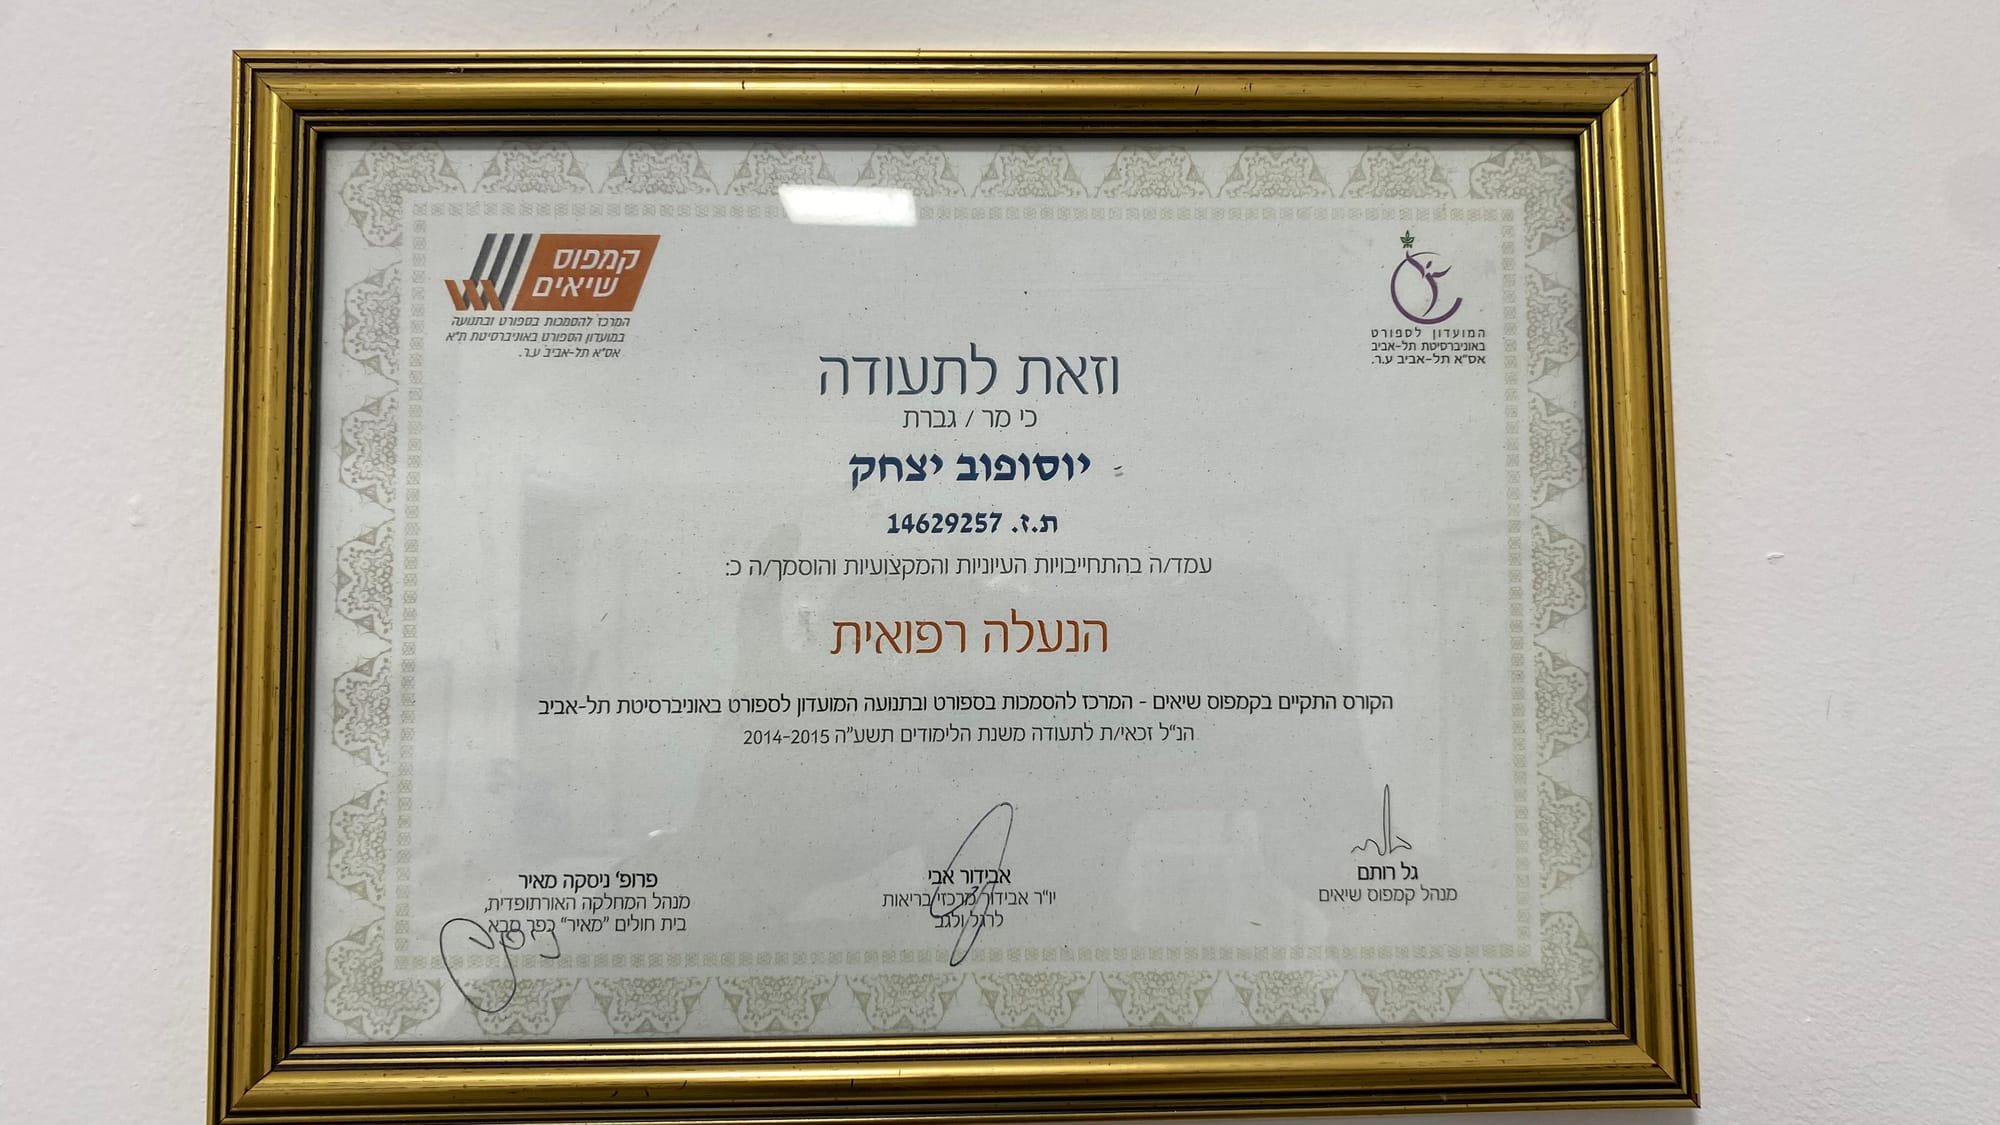 המועדון לספורט
באוניברסיטת תל-אביב
אס״א תל-אביב ע.ר.
קמפוס
שיאים
המרכז להסמכות בספורט ובתנועה
במועדון הספורט באוניברסיטת ת״א
אס״א תל-אביב ע.ר.
וזאת לתעודה
כי מר / גברת
יוסופוב יצחק
ת.ז. 14629257
עמד/ה בהתחייבויות העיוניות והמקצועיות והוסמך/ה כ:
הנעלה רפואית
הקורס התקיים בקמפוס שיאים - המרכז להסמכות בספורט ובתנועה המועדון לספורט באוניברסיטת תל-אביב
הנ״ל זכאי/ת לתעודה משנת הלימודים תשע״ה 2014-2015
גל רותם
מנהל קמפוס שיאים
אבידור אבי
יו״ר אבידור מרכזי בריאות
לרגל ולגב
פרופ׳ ניסקה מאיר
מנהל המחלקה האורתופדית,
בית חולים ״מאיר״ כפר סבא